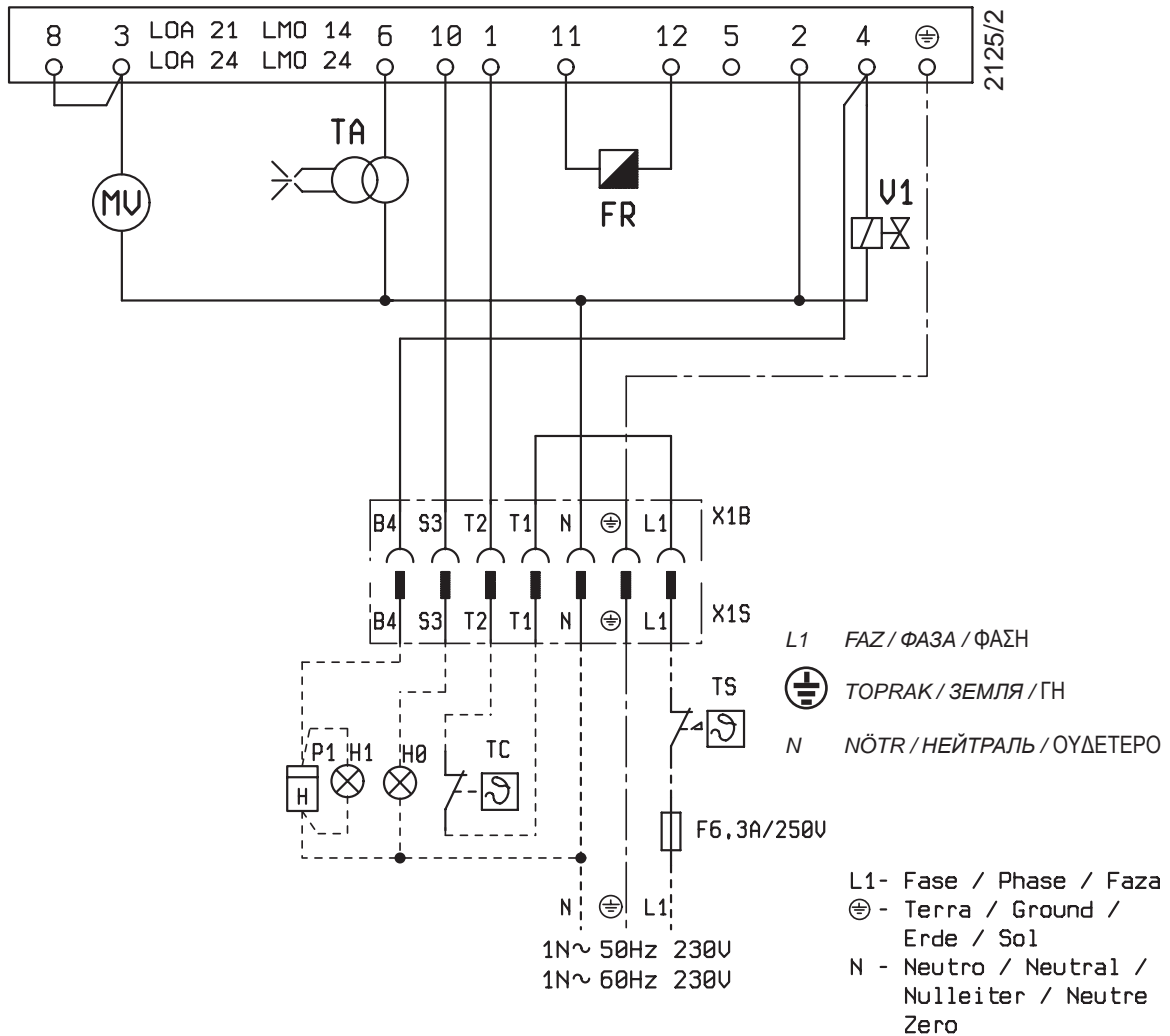 8 3 LOA 21 LMO 14 6 10 1 11 12 5 2 4
LOA 24 LMO 24
2125/2
TA
MV
FR
V1
B4 S3 T2 T1 N L1 X1B
B4 S3 T2 T1 N L1 X1S
L1 FAZ / ФАЗА / ΦΑΣΗ
TOPRAK / ЗЕМЛЯ / ΓΗ
N NÖTR / НЕЙТРАЛЬ / ΟΥΔΕΤΕΡΟ
TS
P1 H1 H0 TC
H
F6,3A/250V
N L1
1N~ 50Hz 230V
1N~ 60Hz 230V
L1- Fase / Phase / Faza
- Terra / Ground /
Erde / Sol
N - Neutro / Neutral /
Nulleiter / Neutre
Zero